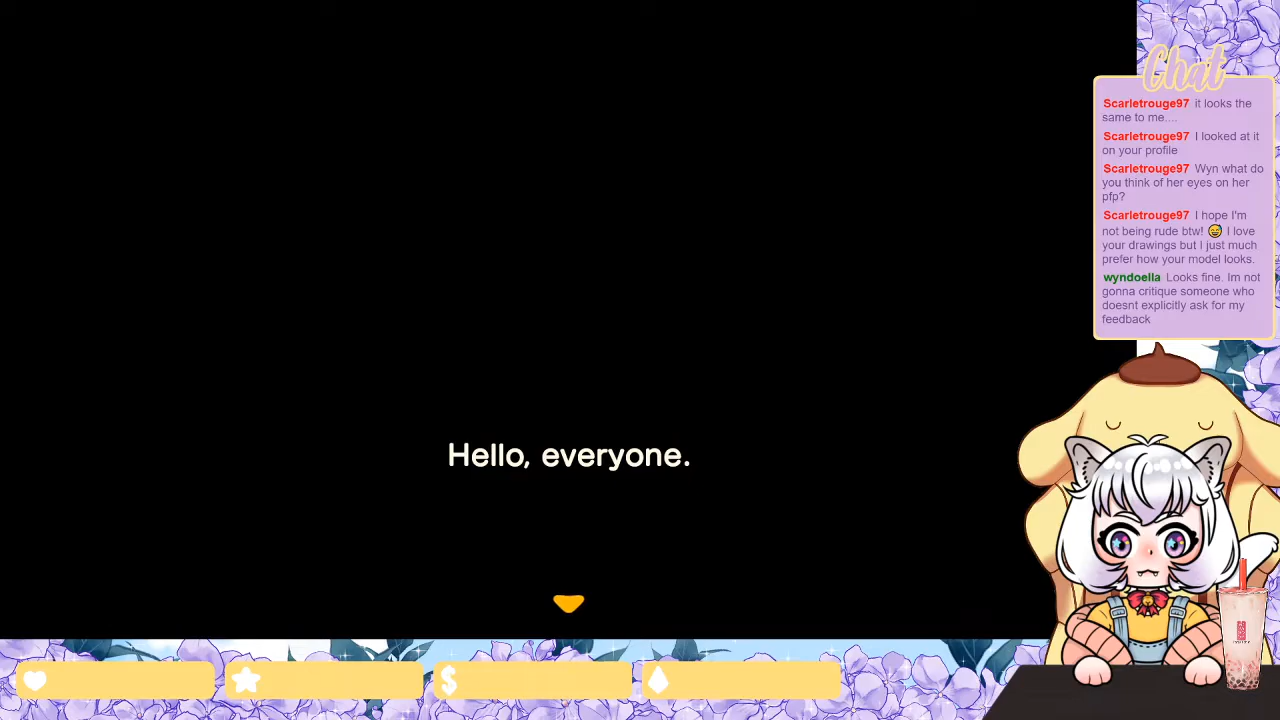 Chat
Scarletrouge97 it looks the
same to me....
Scarletrouge97 I looked at it
on your profile
Scarletrouge97 Wyn what do
you think of her eyes on her
pfp?
Scarletrouge97 I hope I'm
not being rude btw! 😅 I love
your drawings but I just much
prefer how your model looks.
wyndoella Looks fine. Im not
gonna critique someone who
doesnt explicitly ask for my
feedback
Hello, everyone.
$